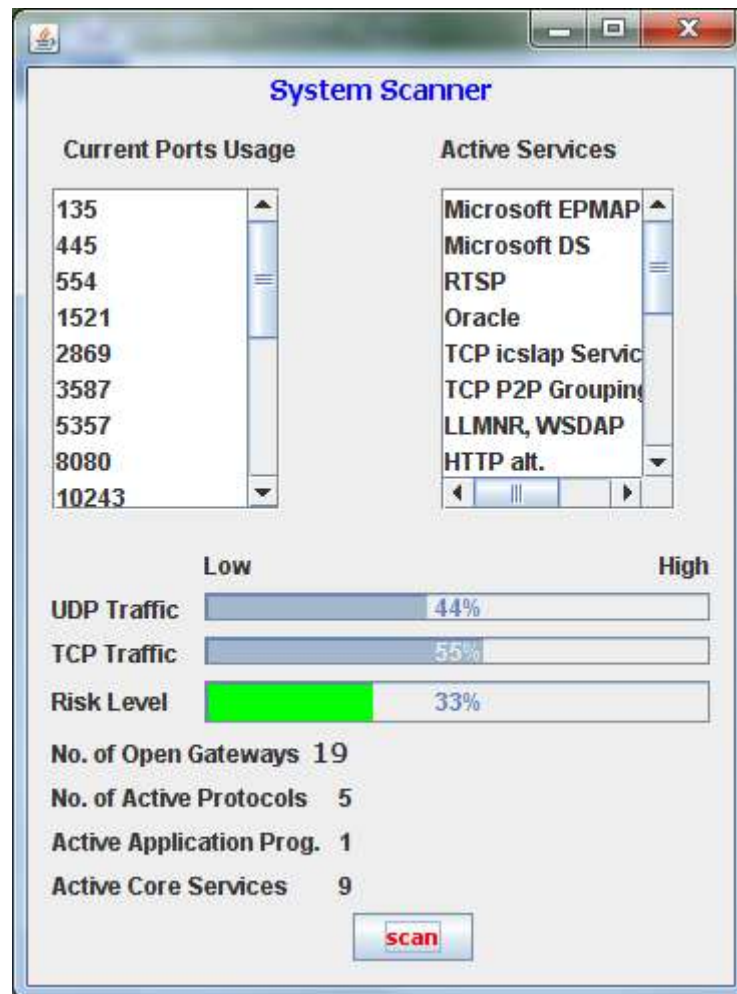 System Scanner
Current Ports Usage
Active Services
135
445
554
1521
2869
3587
5357
8080
10243
Microsoft EPMAP
Microsoft DS
RTSP
Oracle
TCP icslap Servic
TCP P2P Grouping
LLMNR, WSDAP
HTTP alt.
Low High
UDP Traffic 44%
TCP Traffic 55%
Risk Level 33%
No. of Open Gateways 19
No. of Active Protocols 5
Active Application Prog. 1
Active Core Services 9
scan